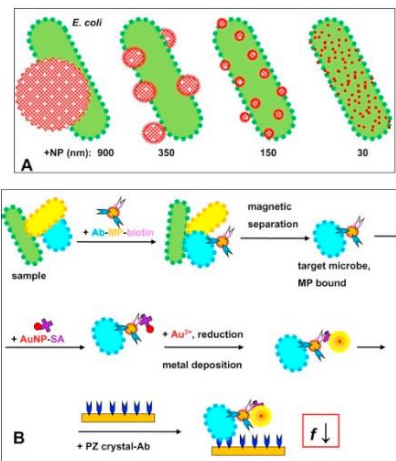 E. coli
+NP (nm): 900 350 150 30
A
+ Ab-MP-biotin
magnetic
separation
sample
target microbe,
MP bound
+ AuNP-SA
+ Au³⁺, reduction
metal deposition
+ PZ crystal-Ab
f ↓
B